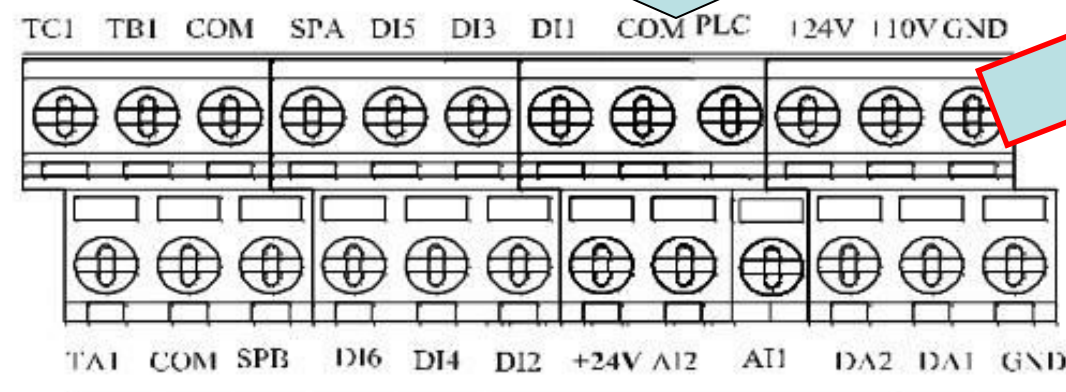 TC1 TB1 COM SPA DI5 DI3 DI1 COM PLC +24V +10V GND
TA1 COM SPB DI6 DI4 DI2 +24V AI2 AI1 DA2 DA1 GND